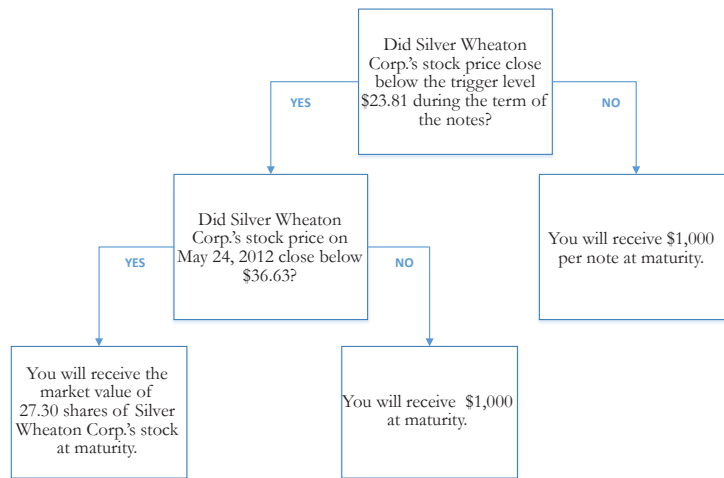 Did Silver Wheaton
Corp.'s stock price close
below the trigger level
$23.81 during the term of
the notes?
YES
NO
Did Silver Wheaton
Corp.'s stock price on
May 24, 2012 close below
$36.63?
You will receive $1,000
per note at maturity.
YES
NO
You will receive the
market value of
27.30 shares of Silver
Wheaton Corp.'s stock
at maturity.
You will receive $1,000
at maturity.